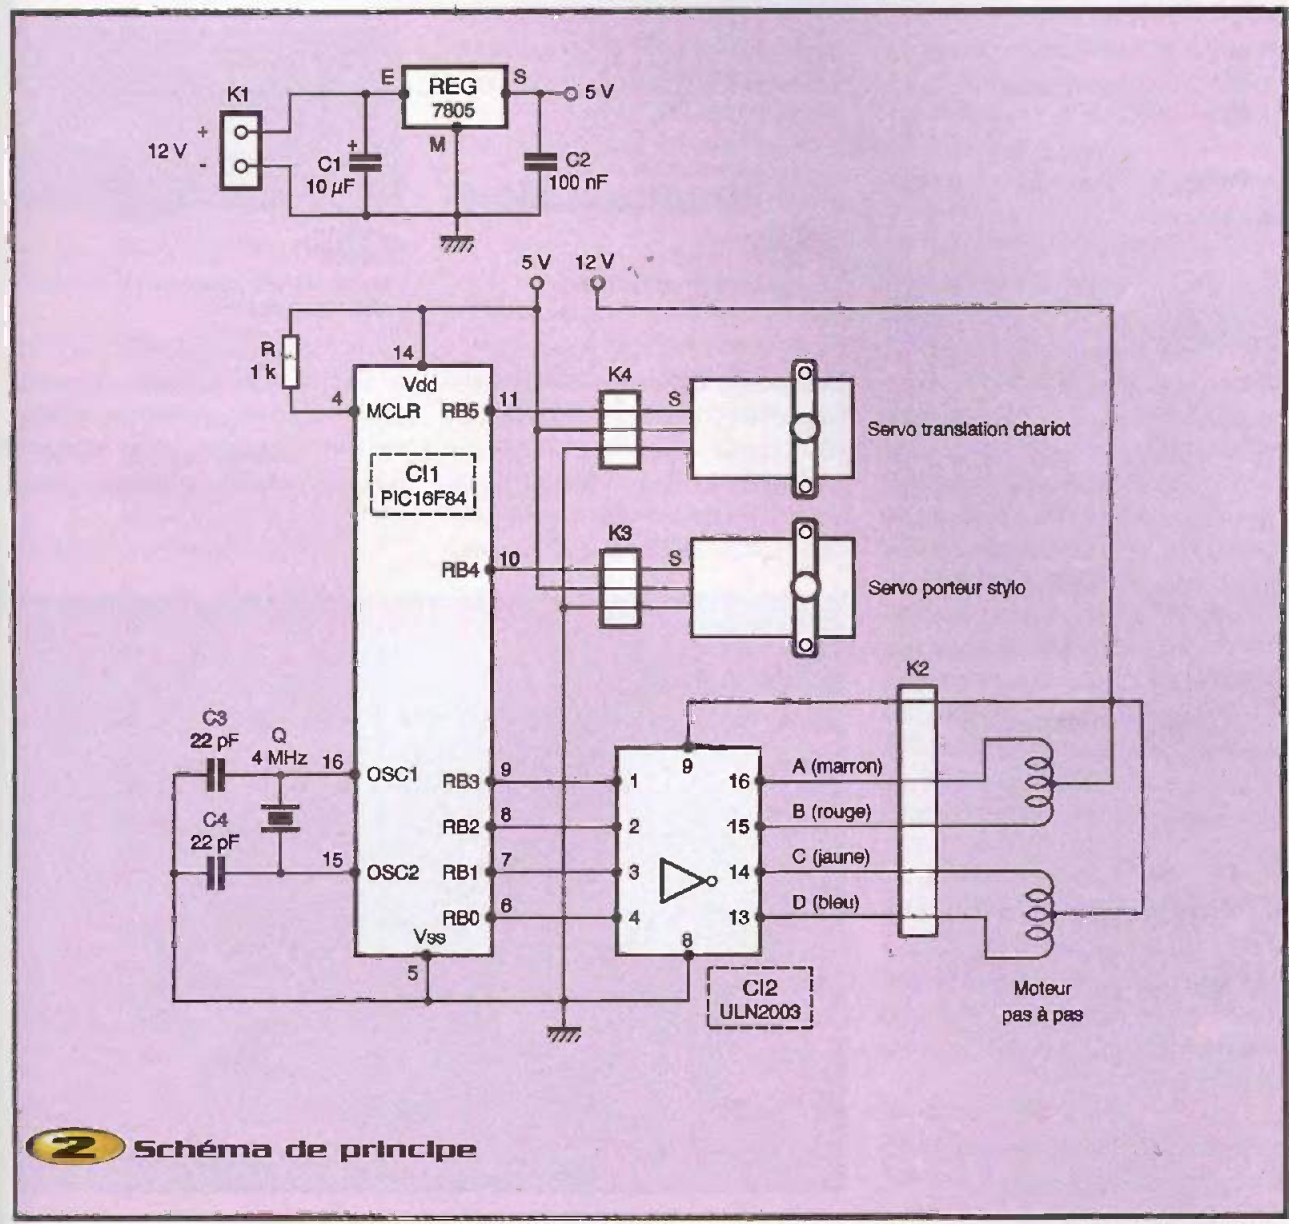 K1
E
REG
7805
S
5 V
+
12 V
-
M
+
C1
10 µF
C2
100 nF
5 V
12 V
R
1 k
14
Vdd
4
MCLR
RB5
11
K4
S
Servo translation chariot
CI1
PIC16F84
K3
RB4
10
S
Servo porteur stylo
K2
C3
22 pF
Q
4 MHz
16
OSC1
RB3
9
1
9
16
A (marron)
RB2
8
2
15
B (rouge)
C4
22 pF
15
OSC2
RB1
7
3
14
C (jaune)
RB0
6
4
13
D (bleu)
Vss
5
8
CI2
ULN2003
Moteur
pas à pas
2 Schéma de principe